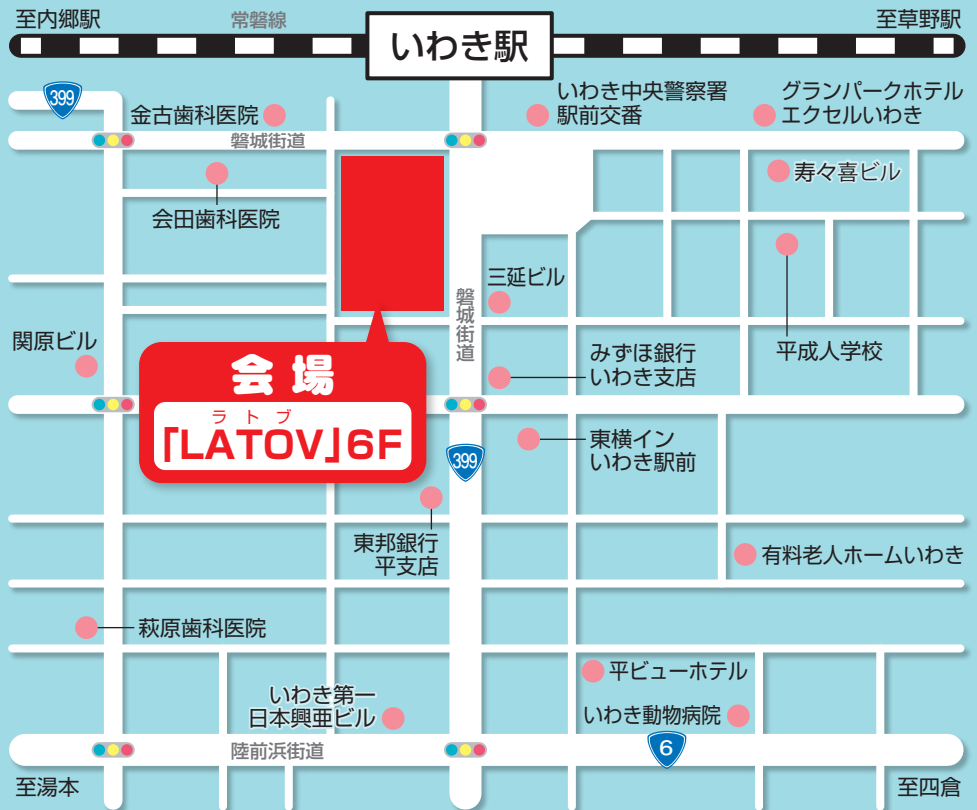 至内郷駅
常磐線
いわき駅
至草野駅
399
金古歯科医院
磐城街道
いわき中央警察署
駅前交番
グランパークホテル
エクセルいわき
寿々喜ビル
会田歯科医院
三延ビル
磐城街道
平成人学校
関原ビル
みずほ銀行
いわき支店
会場
ラトブ
「LATOV」6F
399
東横イン
いわき駅前
東邦銀行
平支店
有料老人ホームいわき
萩原歯科医院
平ビューホテル
いわき第一
日本興亜ビル
いわき動物病院
陸前浜街道
6
至湯本
至四倉